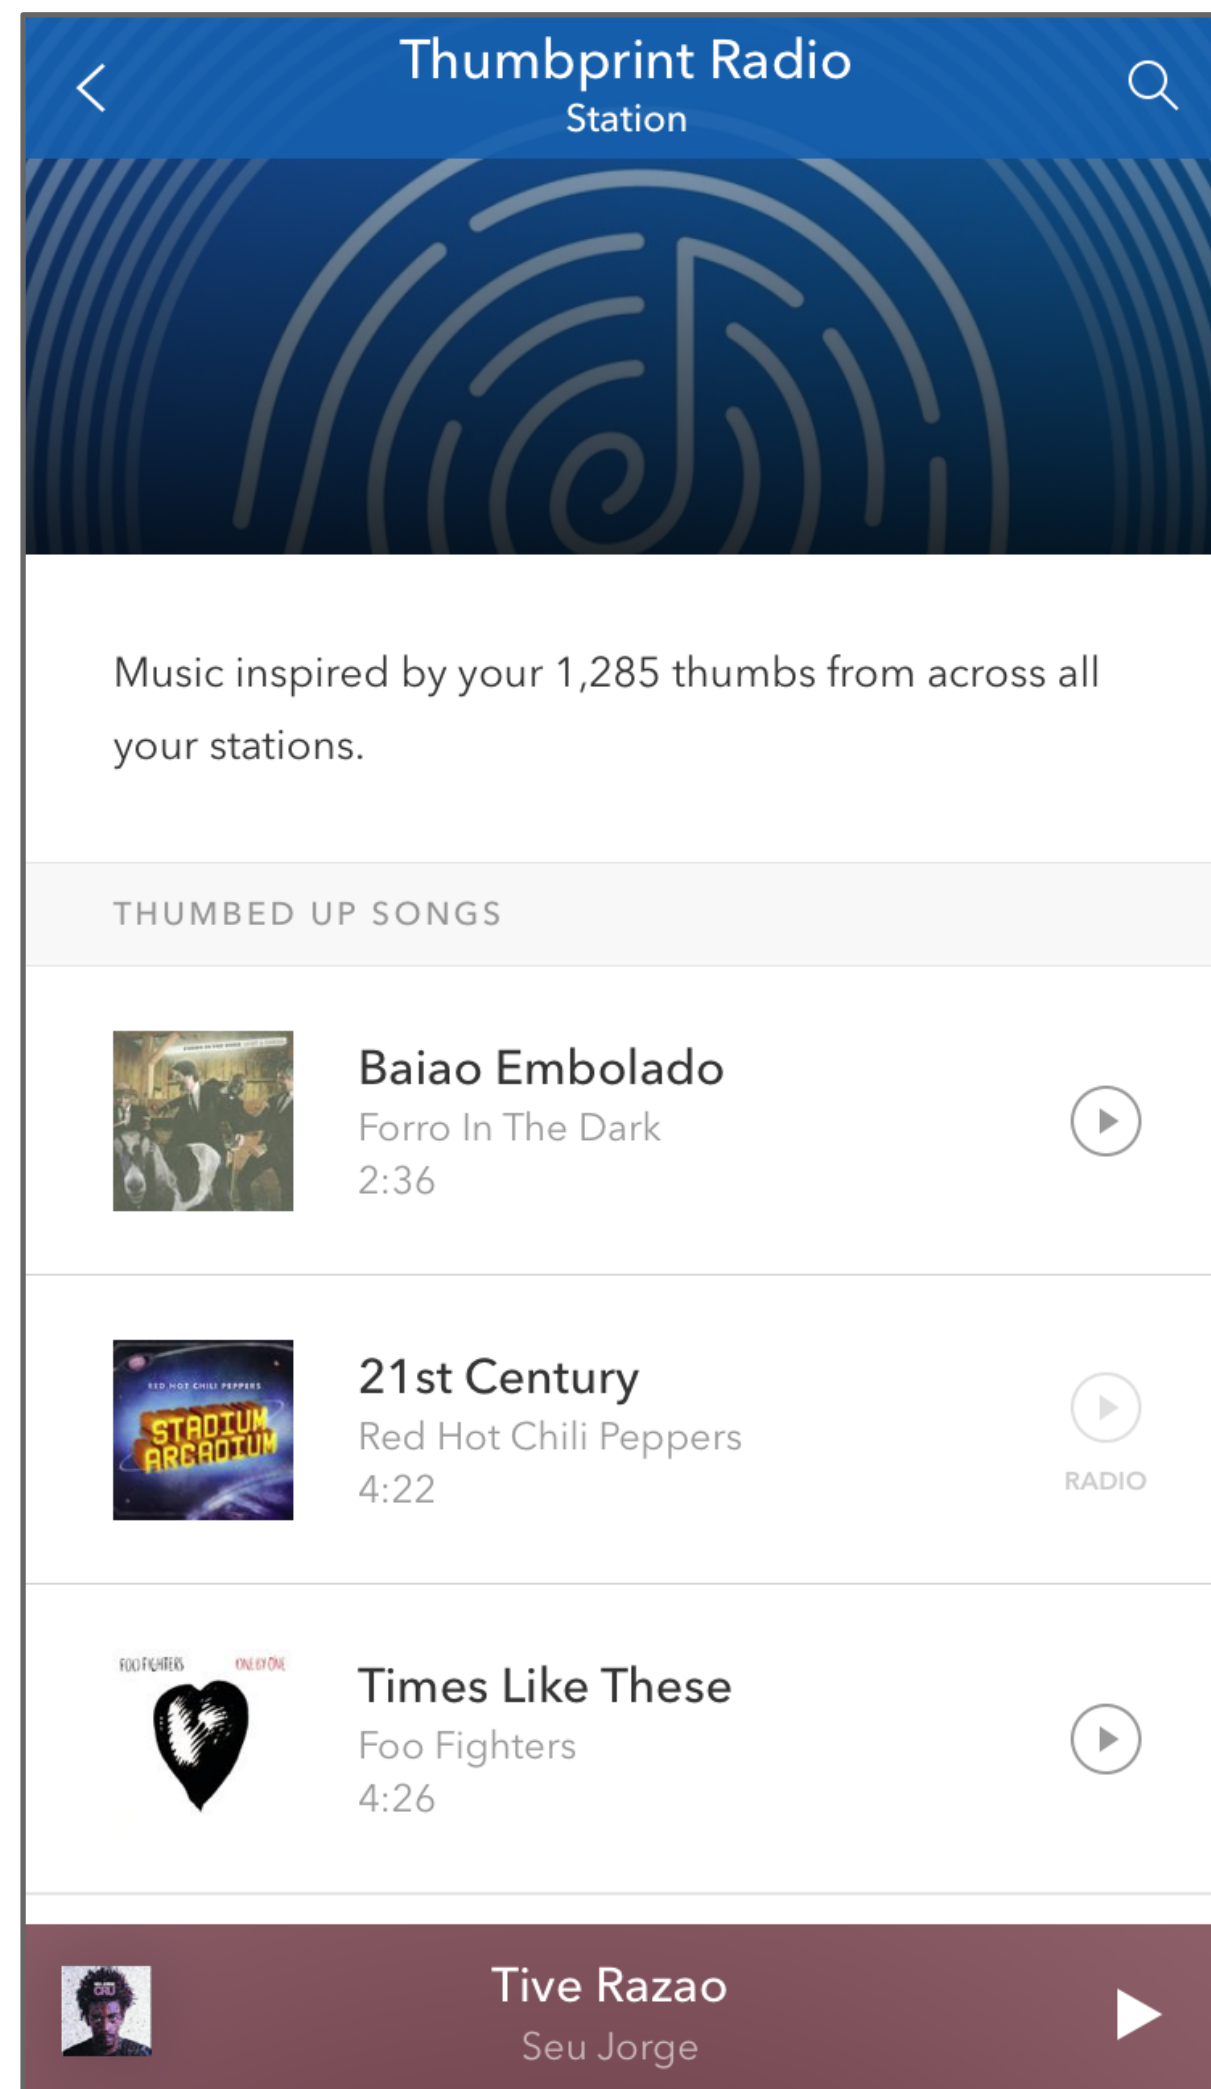 Thumbprint Radio
Station
Music inspired by your 1,285 thumbs from across all
your stations.
THUMBED UP SONGS
Baiao Embolado
Forro In The Dark
2:36
RED HOT CHILI PEPPERS
STADIUM
ARCADIUM
21st Century
Red Hot Chili Peppers
4:22
RADIO
FOO FIGHTERS ONE BY ONE
Times Like These
Foo Fighters
4:26
CRU
Tive Razao
Seu Jorge